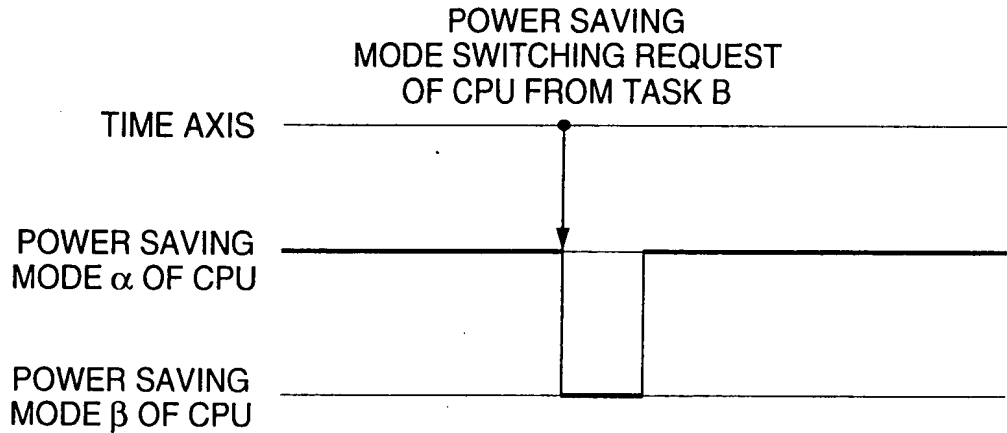 POWER SAVING
MODE SWITCHING REQUEST
OF CPU FROM TASK B
TIME AXIS
POWER SAVING
MODE α OF CPU
POWER SAVING
MODE β OF CPU